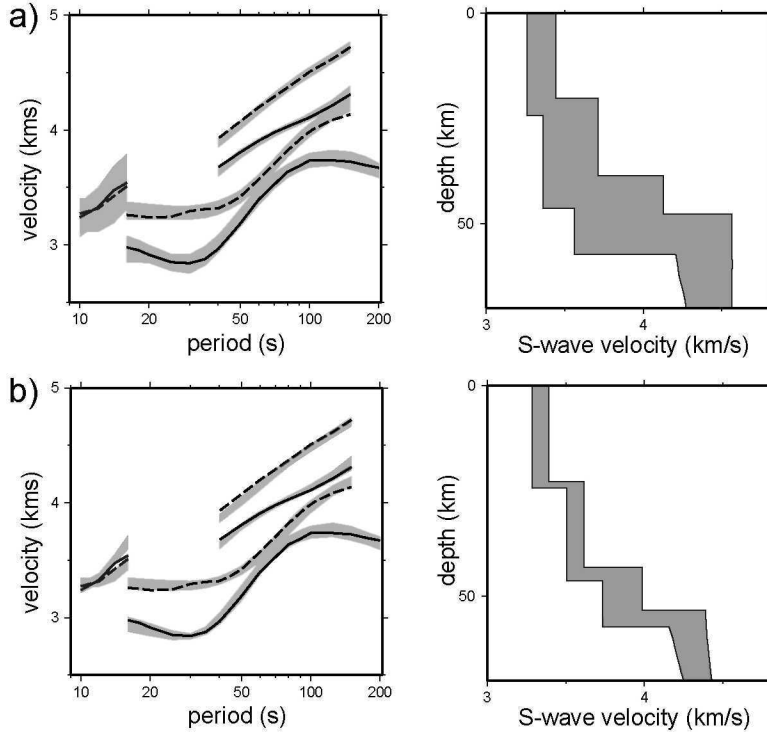 a)
5
4
3
velocity (kms)
10 20 50 100 200
period (s)
0
50
depth (km)
3 4
S-wave velocity (km/s)
b)
5
4
3
velocity (kms)
10 20 50 100 200
period (s)
0
50
depth (km)
3 4
S-wave velocity (km/s)